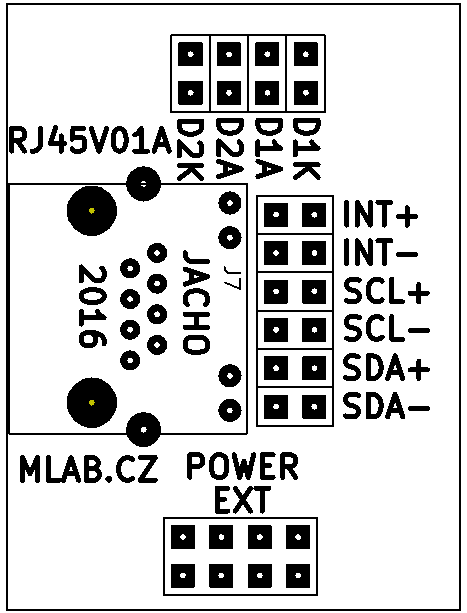 RJ45V01A
D2K
D2A
D1A
D1K
INT+
INT-
SCL+
SCL-
SDA+
SDA-
J7
JACHO
2016
MLAB.CZ
POWER
EXT